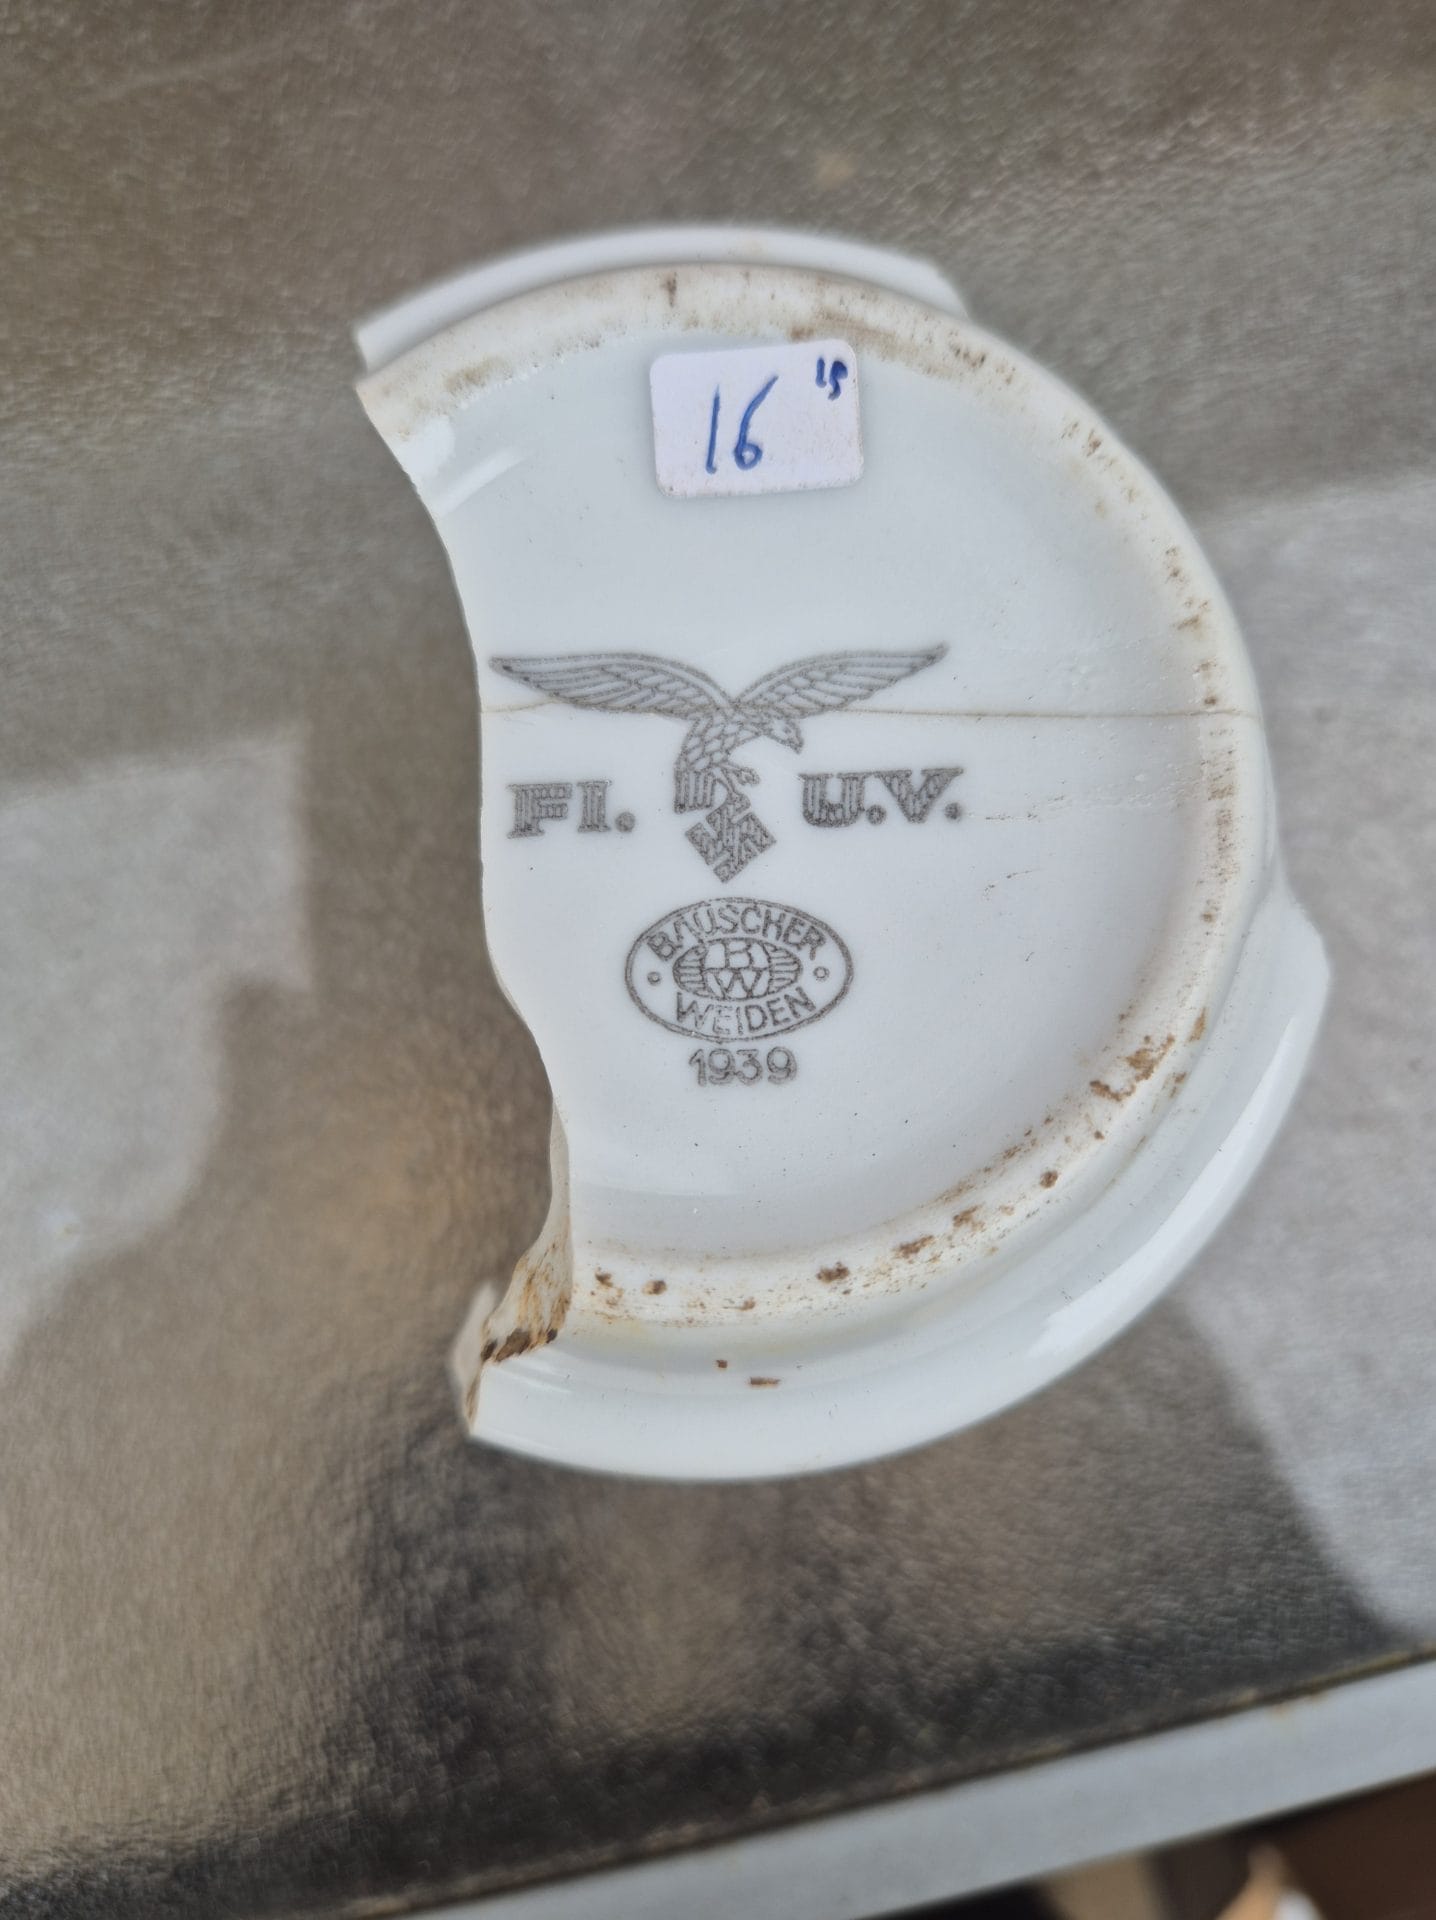 16
Fl. U.V.
BAUSCHER
BW
WEIDEN
1939